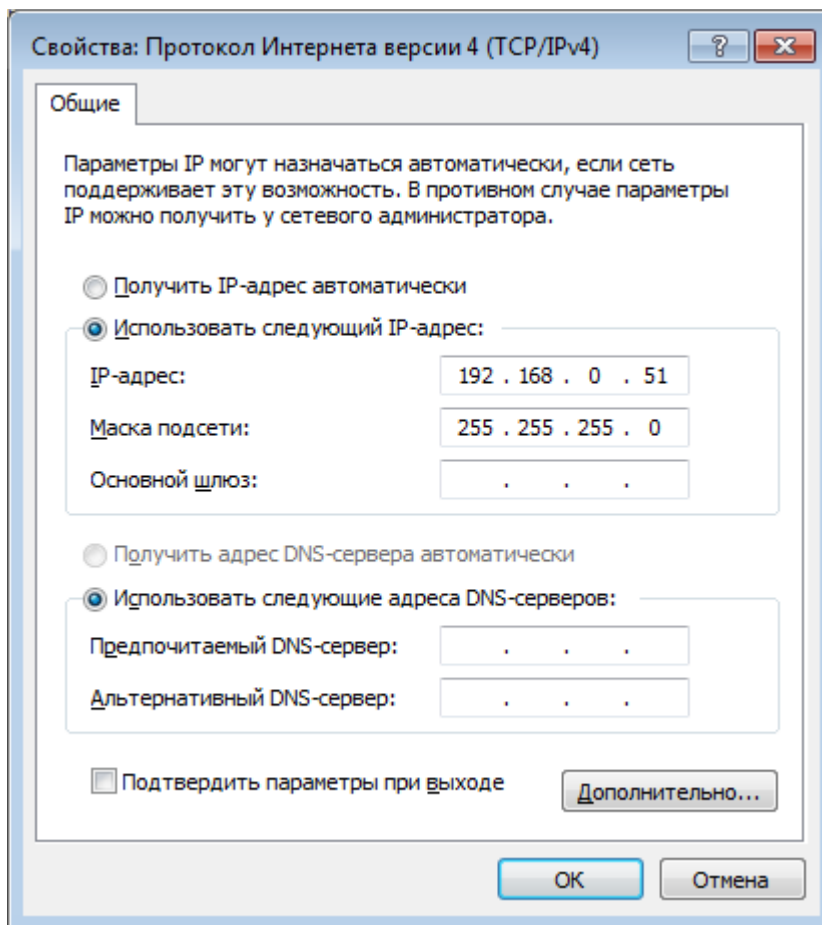 Свойства: Протокол Интернета версии 4 (TCP/IPv4)
?
Общие
Параметры IP могут назначаться автоматически, если сеть
поддерживает эту возможность. В противном случае параметры
IP можно получить у сетевого администратора.
Получить IP-адрес автоматически
Использовать следующий IP-адрес:
IP-адрес: 192 . 168 . 0 . 51
Маска подсети: 255 . 255 . 255 . 0
Основной шлюз: . . .
Получить адрес DNS-сервера автоматически
Использовать следующие адреса DNS-серверов:
Предпочитаемый DNS-сервер: . . .
Альтернативный DNS-сервер: . . .
Подтвердить параметры при выходе
Дополнительно...
ОК
Отмена